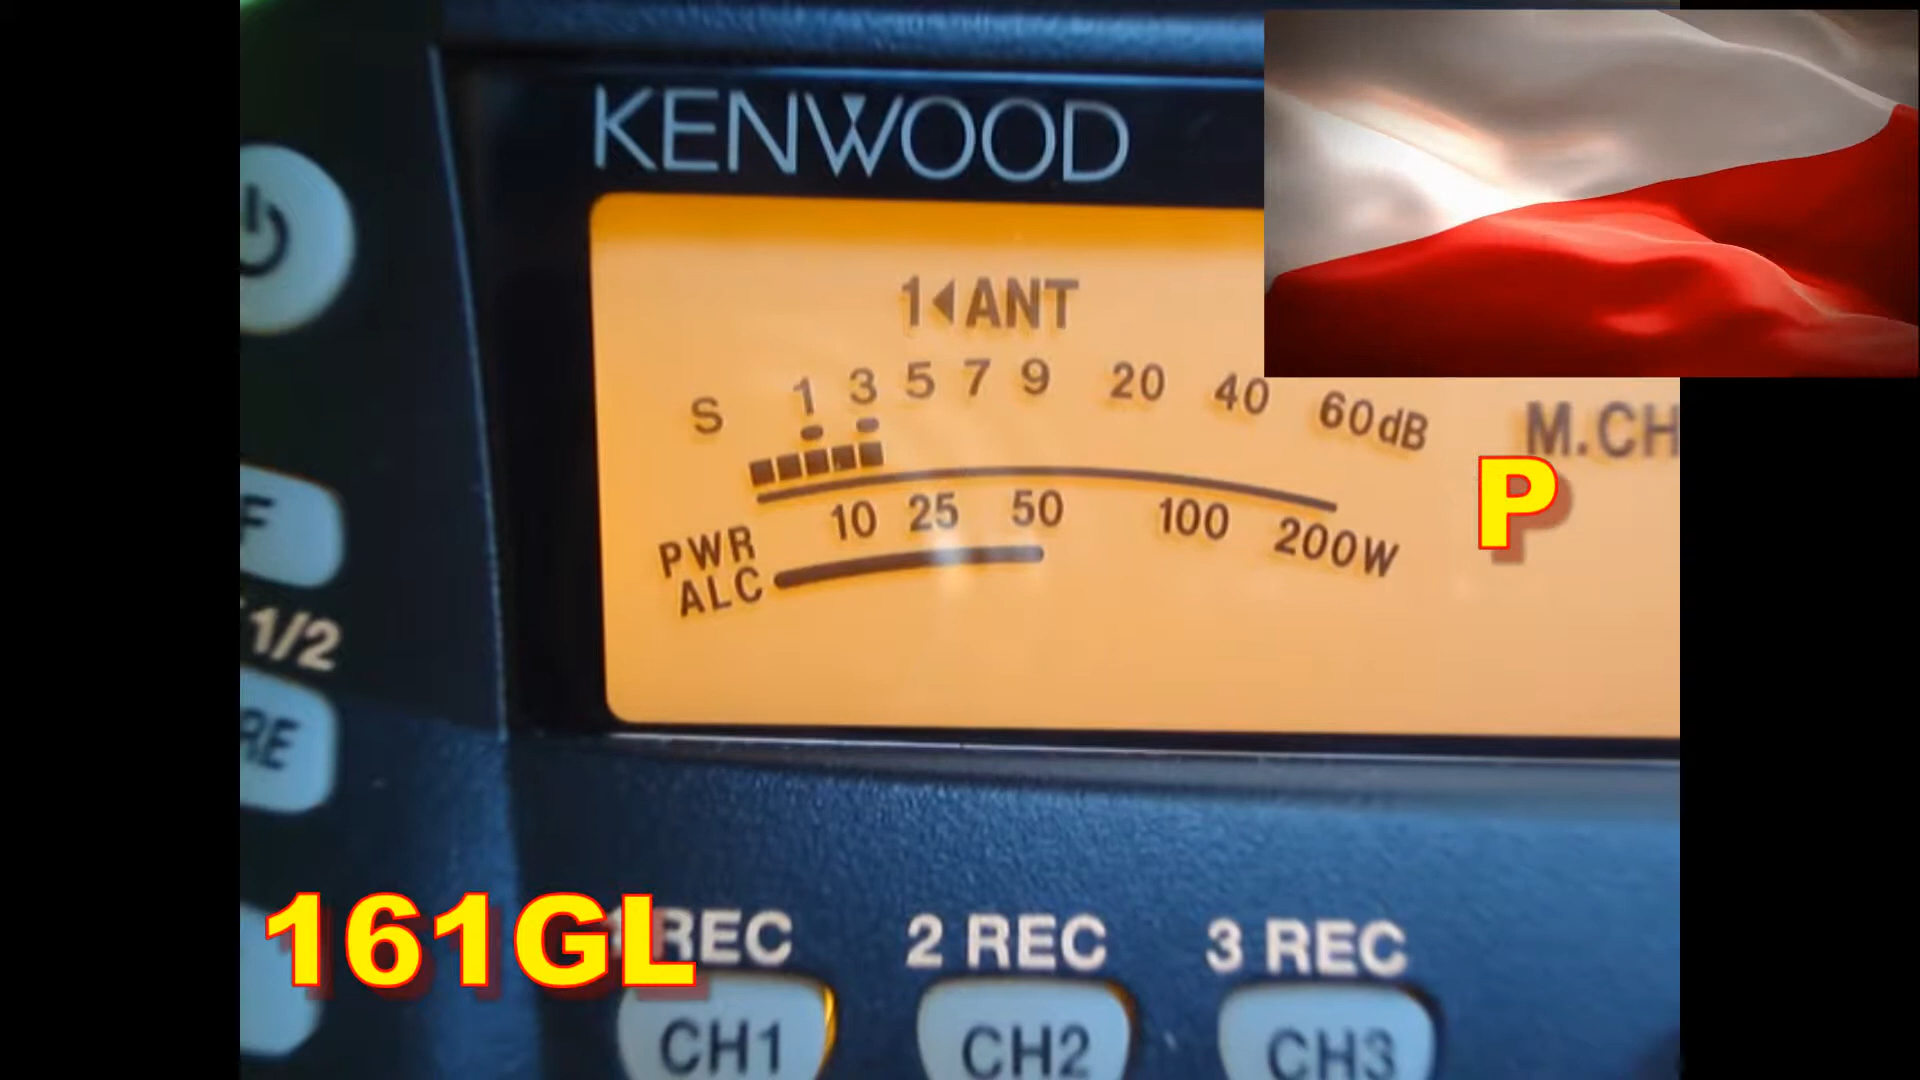 KENWOOD
1◀ANT
S 1 3 5 7 9 20 40 60dB
M.CH
P
10 25 50 100 200W
PWR
ALC
F
1/2
RE
161GL
REC
2 REC
3 REC
CH1
CH2
CH3